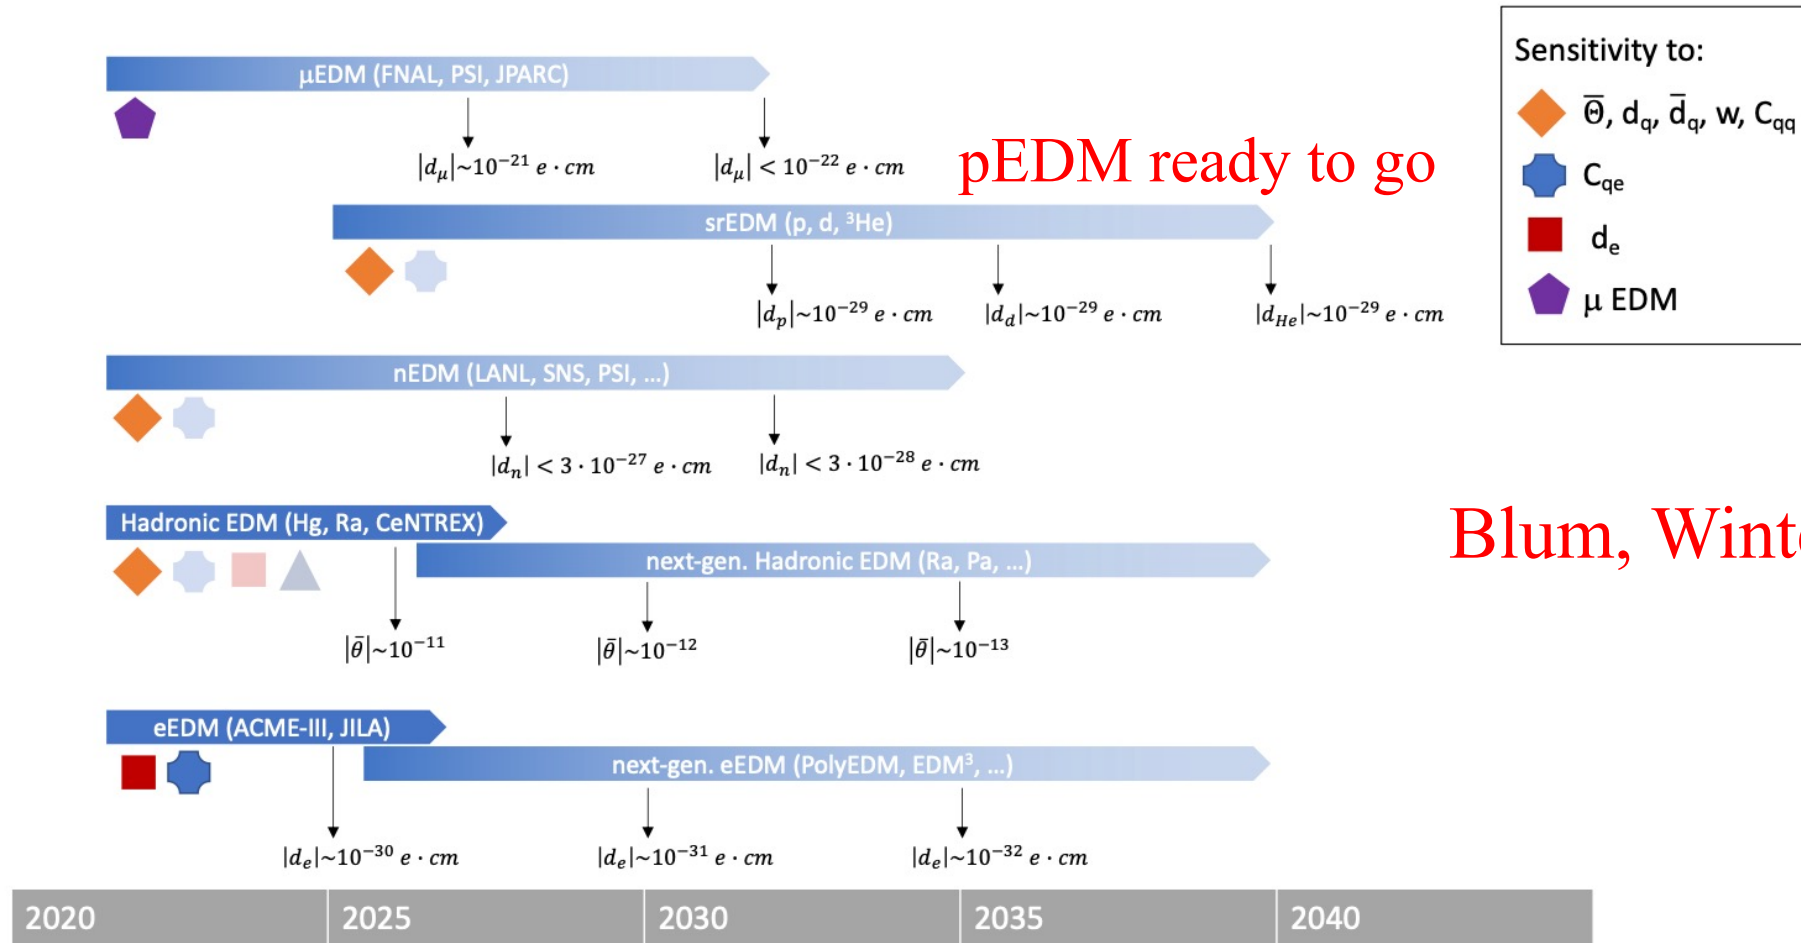 Sensitivity to:
Θ̅, d_q, d̄_q, w, C_qq
C_qe
d_e
μ EDM
μEDM (FNAL, PSI, JPARC)
|d_μ|~10⁻²¹ e · cm
|d_μ| < 10⁻²² e · cm
pEDM ready to go
srEDM (p, d, ³He)
|d_p|~10⁻²⁹ e · cm
|d_d|~10⁻²⁹ e · cm
|d_He|~10⁻²⁹ e · cm
nEDM (LANL, SNS, PSI, ...)
|d_n| < 3 · 10⁻²⁷ e · cm
|d_n| < 3 · 10⁻²⁸ e · cm
Hadronic EDM (Hg, Ra, CeNTREX)
Blum, Wint
next-gen. Hadronic EDM (Ra, Pa, ...)
|θ̄|~10⁻¹¹
|θ̄|~10⁻¹²
|θ̄|~10⁻¹³
eEDM (ACME-III, JILA)
next-gen. eEDM (PolyEDM, EDM³, ...)
|d_e|~10⁻³⁰ e · cm
|d_e|~10⁻³¹ e · cm
|d_e|~10⁻³² e · cm
2020 2025 2030 2035 2040